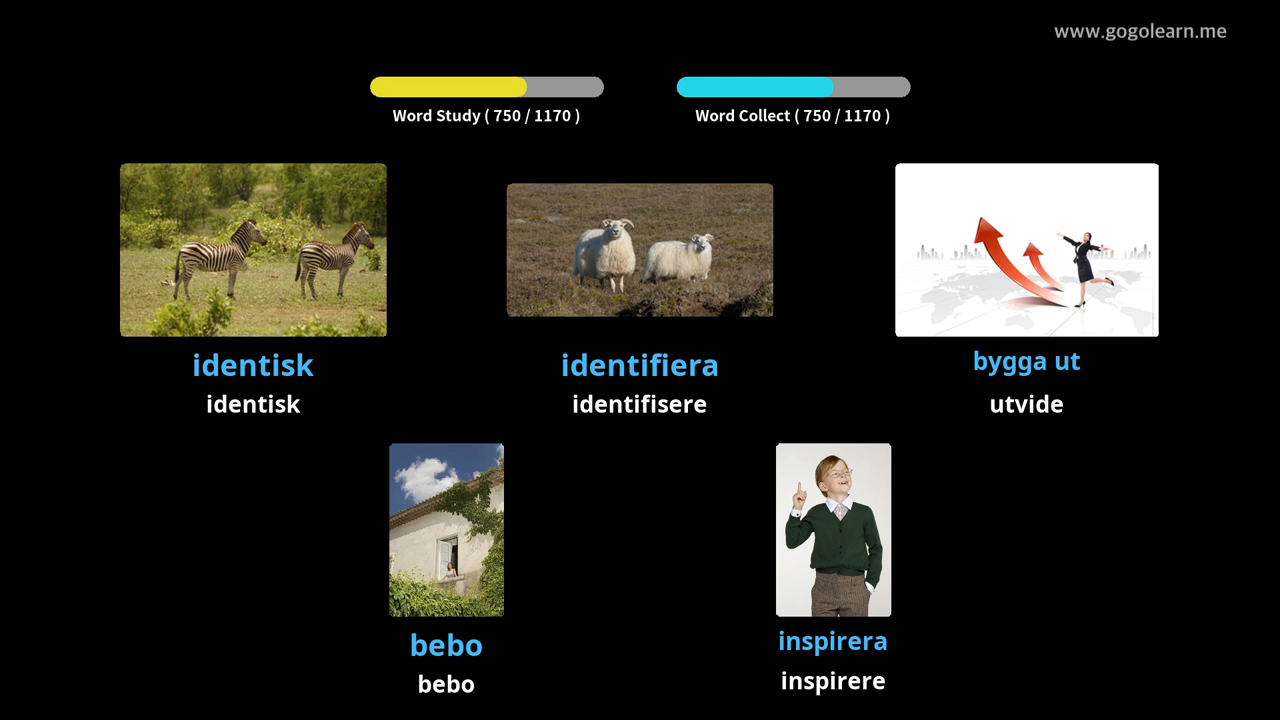 www.gogolearn.me
Word Study ( 750 / 1170 )
Word Collect ( 750 / 1170 )
identisk
identisk
identifiera
identifisere
bygga ut
utvide
bebo
bebo
inspirera
inspirere